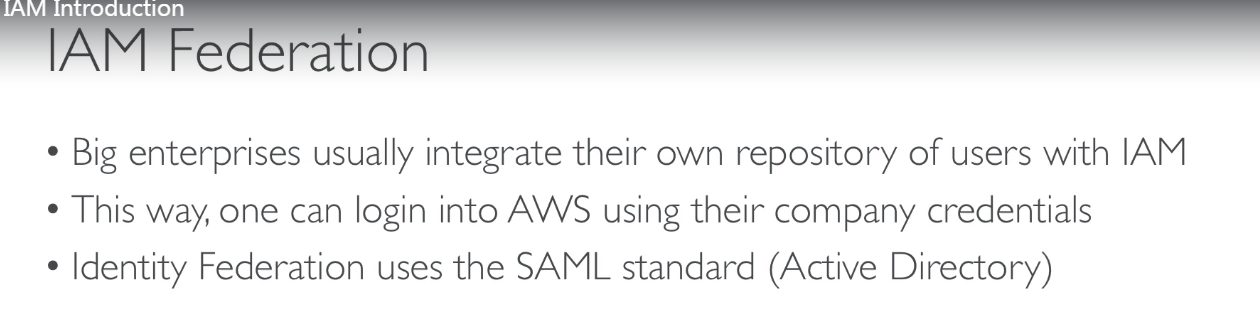 IAM Introduction
IAM Federation
• Big enterprises usually integrate their own repository of users with IAM
• This way, one can login into AWS using their company credentials
• Identity Federation uses the SAML standard (Active Directory)